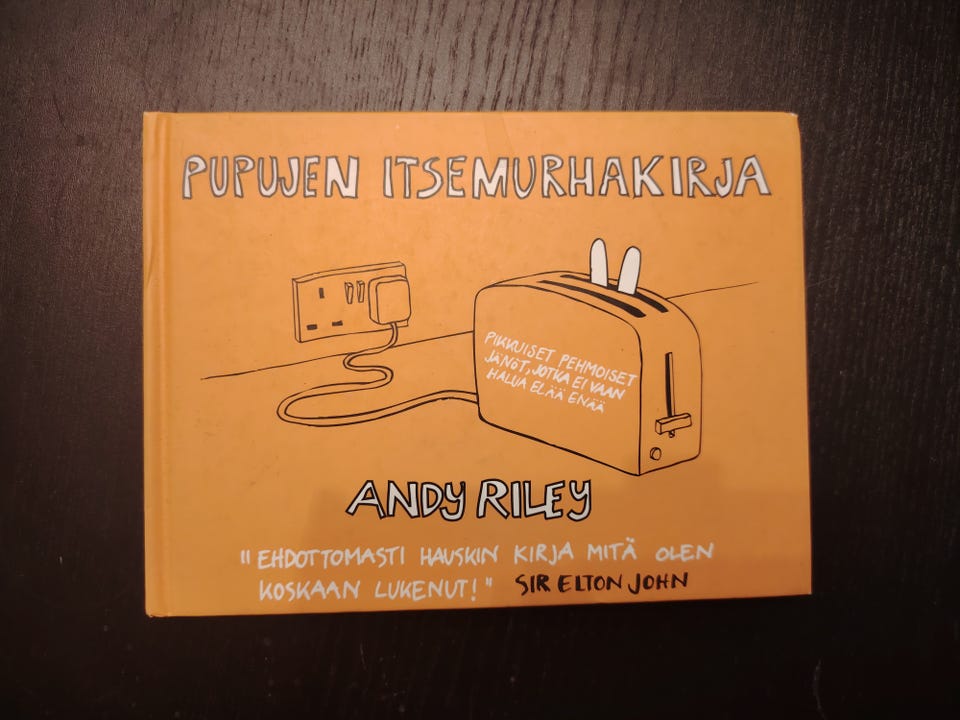 PUPUJEN ITSEMURHAKIRJA
PIKKUISET PEHMOISET
JÄNÖT, JOTKA EI VAAN
HALUA ELÄÄ ENÄÄ
ANDY RILEY
"EHDOTTOMASTI HAUSKIN KIRJA MITÄ OLEN
KOSKAAN LUKENUT!" SIR ELTON JOHN